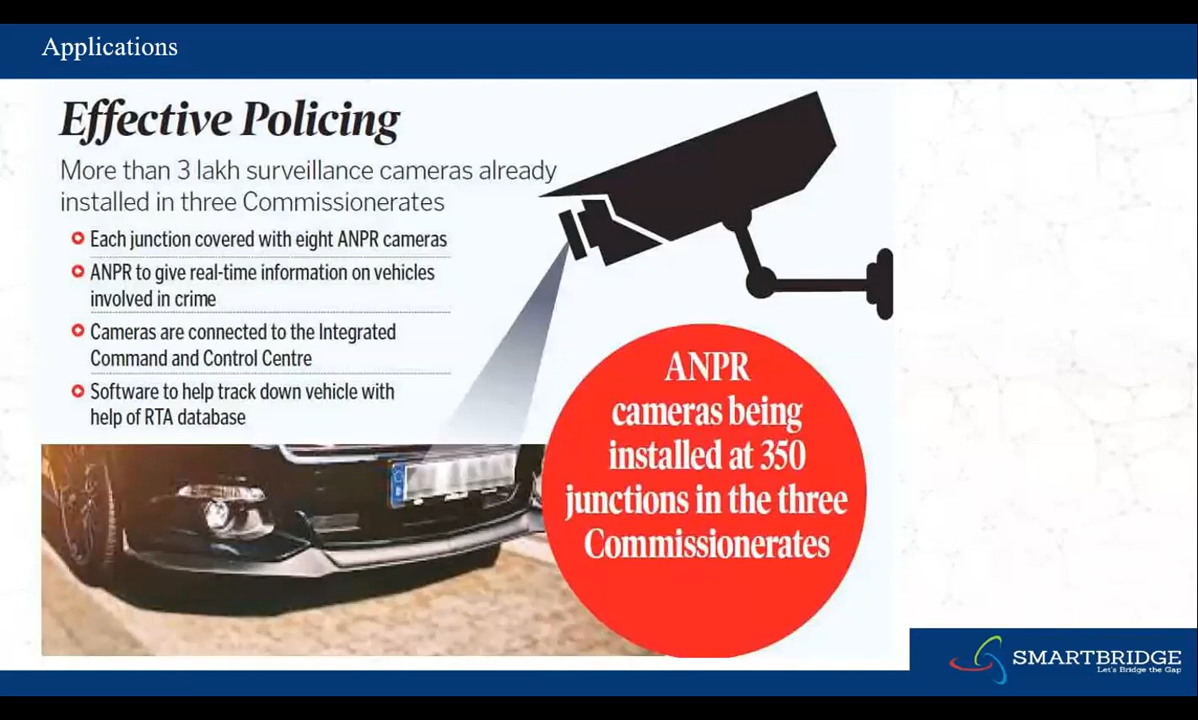 Applications
Effective Policing
More than 3 lakh surveillance cameras already
installed in three Commissionerates
Each junction covered with eight ANPR cameras
ANPR to give real-time information on vehicles
involved in crime
Cameras are connected to the Integrated
Command and Control Centre
Software to help track down vehicle with
help of RTA database
ANPR
cameras being
installed at 350
junctions in the three
Commissionerates
SMARTBRIDGE
Let's Bridge the Gap